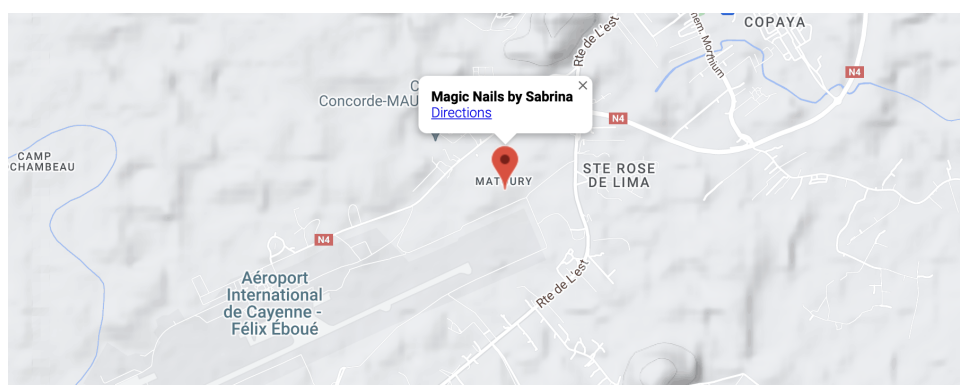 COPAYA
Rte de L'est
N4
Magic Nails by Sabrina
Directions
Concorde-MAU
N4
CAMP
CHAMBEAU
STE ROSE
DE LIMA
N4
Aéroport
International
de Cayenne -
Félix Éboué
Rte de L'est